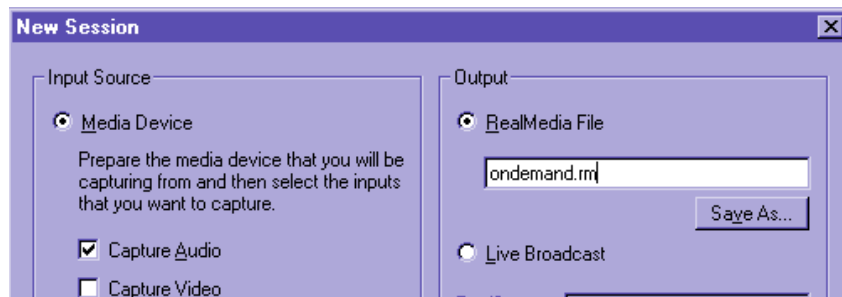 New Session
Input Source
Media Device
Prepare the media device that you will be
capturing from and then select the inputs
that you want to capture.
Capture Audio
Capture Video
Output
RealMedia File
ondemand.rm
Save As...
Live Broadcast